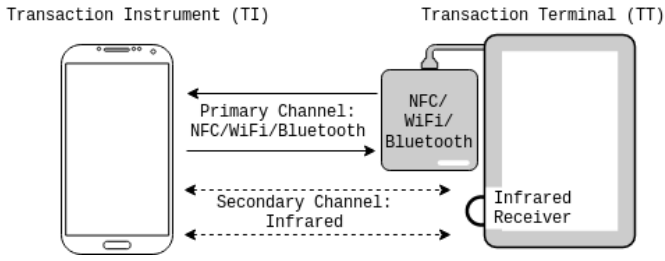 Transaction Instrument (TI)
Transaction Terminal (TT)
Primary Channel:
NFC/WiFi/Bluetooth
NFC/
WiFi/
Bluetooth
Secondary Channel:
Infrared
Infrared
Receiver